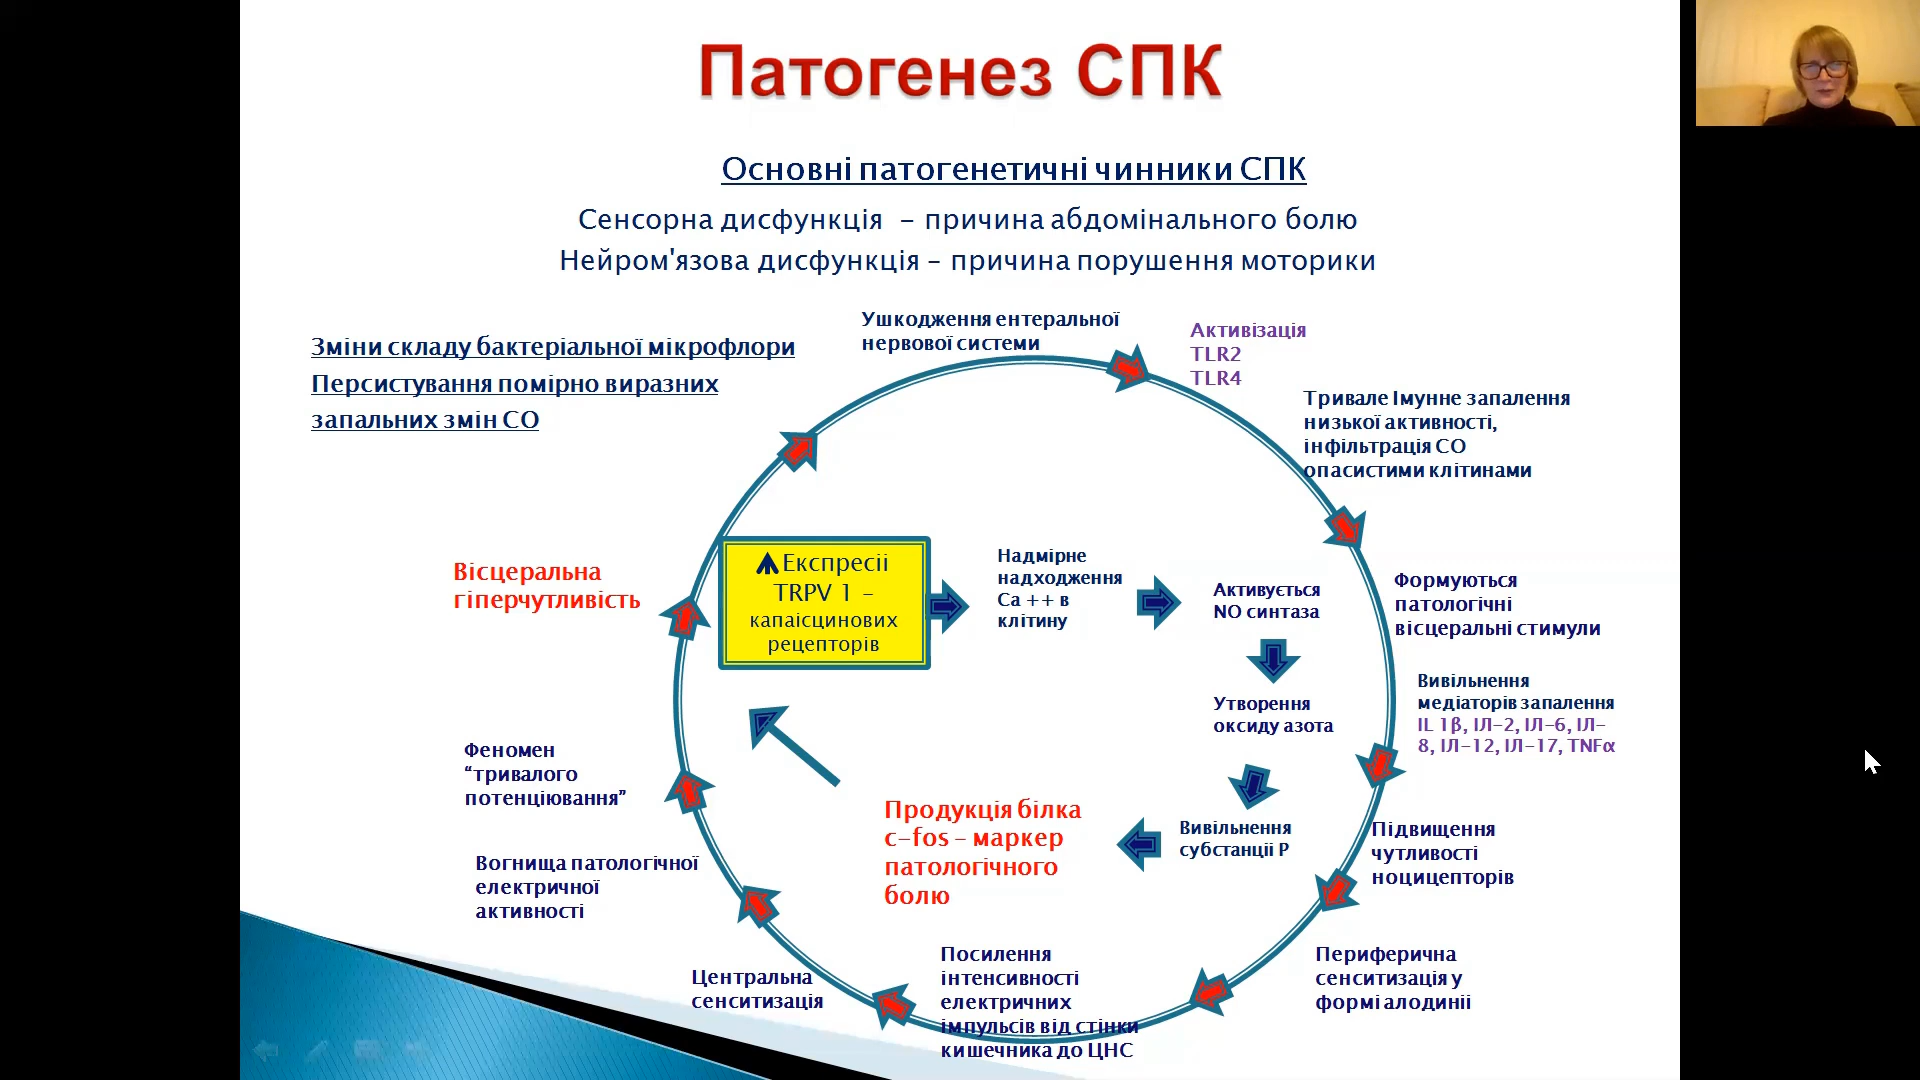 Патогенез СПК
Основні патогенетичні чинники СПК
Сенсорна дисфункція – причина абдомінального болю
Нейром'язова дисфункція – причина порушення моторики
Зміни складу бактеріальної мікрофлори
Персистування помірно виразних
запальних змін СО
Ушкодження ентеральної
нервової системи
Активізація
TLR2
TLR4
Тривале Імунне запалення
низької активності,
інфільтрація СО
опасистими клітинами
Формуються
патологічні
вісцеральні стимули
Вивільнення
медіаторів запалення
IL 1β, ІЛ-2, ІЛ-6, ІЛ-
8, ІЛ-12, ІЛ-17, TNFα
Підвищення
чутливості
ноцицепторів
Периферична
сенситизація у
формі алодинії
Посилення
інтенсивності
електричних
імпульсів від стінки
кишечника до ЦНС
Центральна
сенситизація
Вогнища патологічної
електричної
активності
Феномен
“тривалого
потенціювання”
Вісцеральна
гіперчутливість
Експресії
TRPV 1 –
капаісцинових
рецепторів
Надмірне
надходження
Са ++ в
клітину
Активується
NO синтаза
Утворення
оксиду азота
Вивільнення
субстанції Р
Продукція білка
c-fos – маркер
патологічного
болю